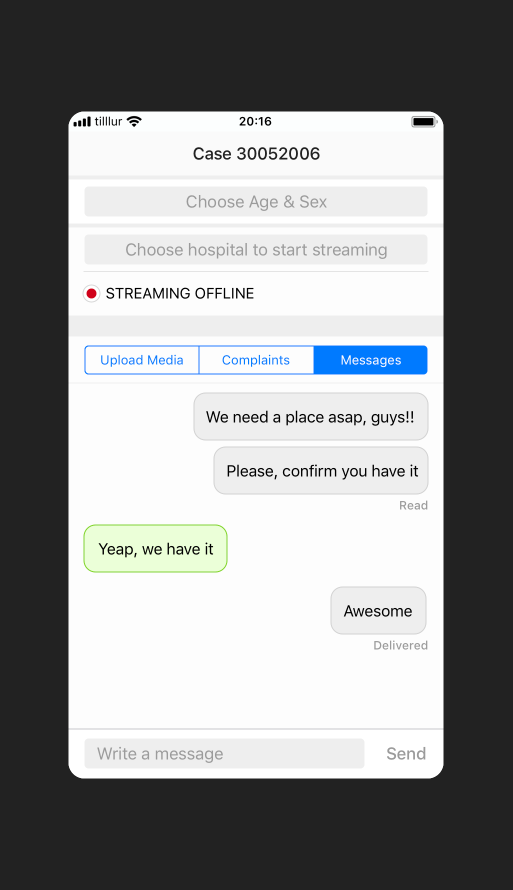 tilllur 20:16
Case 30052006
Choose Age & Sex
Choose hospital to start streaming
STREAMING OFFLINE
Upload Media Complaints Messages
We need a place asap, guys!!
Please, confirm you have it
Read
Yeap, we have it
Awesome
Delivered
Write a message Send